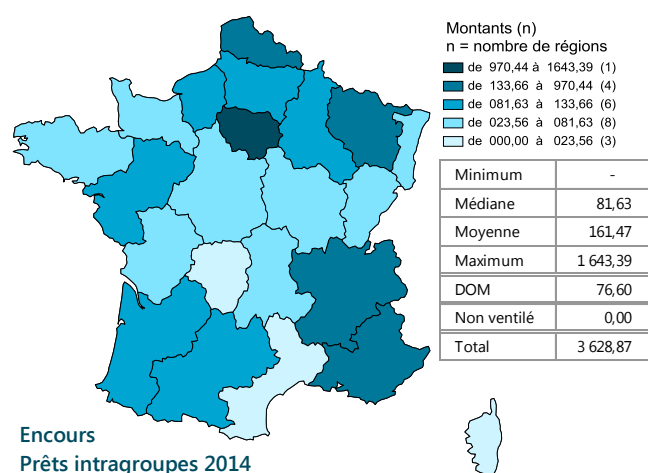 Montants (n)
n = nombre de régions
de 970,44 à 1643,39 (1)
de 133,66 à 970,44 (4)
de 081,63 à 133,66 (6)
de 023,56 à 081,63 (8)
de 000,00 à 023,56 (3)
Minimum -
Médiane 81,63
Moyenne 161,47
Maximum 1 643,39
DOM 76,60
Non ventilé 0,00
Total 3 628,87
Encours
Prêts intragroupes 2014